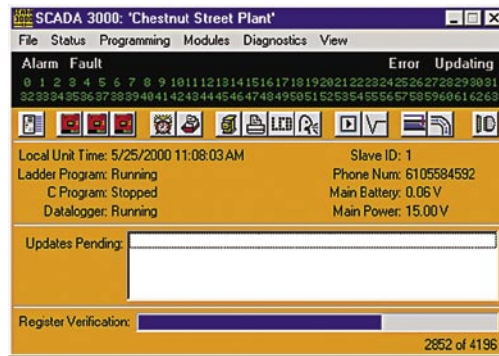 SCADA 3000: 'Chestnut Street Plant'
File Status Programming Modules Diagnostics View
Alarm Fault Error Updating
0 1 2 3 4 5 6 7 8 9 10 11 12 13 14 15 16 17 18 19 20 21 22 23 24 25 26 27 28 29 30 31
32 33 34 35 36 37 38 39 40 41 42 43 44 45 46 47 48 49 50 51 52 53 54 55 56 57 58 59 60 61 62 63
LCD
Local Unit Time: 5/25/2000 11:08:03 AM Slave ID: 1
Ladder Program: Running Phone Num: 6105584592
C Program: Stopped Main Battery: 0.06 V
Datalogger: Running Main Power: 15.00 V
Updates Pending:
Register Verification:
2852 of 4196